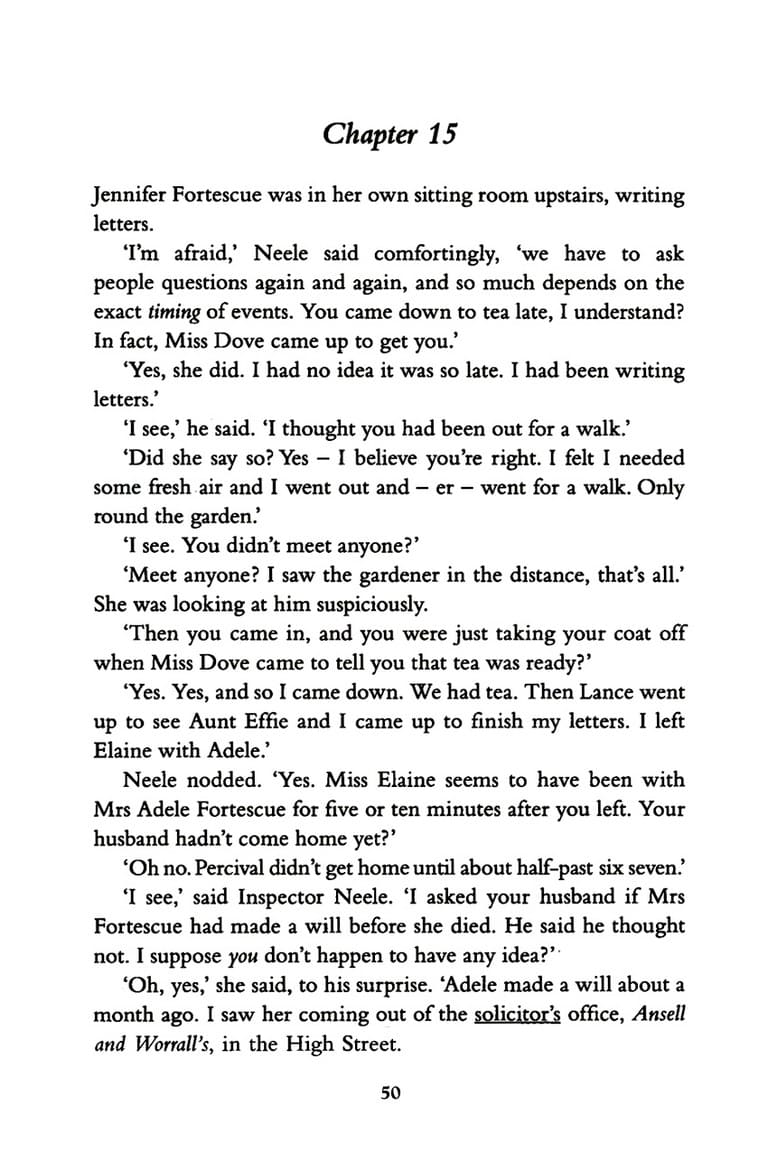 Chapter 15
Jennifer Fortescue was in her own sitting room upstairs, writing
letters.
‘I’m afraid,’ Neele said comfortingly, ‘we have to ask
people questions again and again, and so much depends on the
exact timing of events. You came down to tea late, I understand?
In fact, Miss Dove came up to get you.’
‘Yes, she did. I had no idea it was so late. I had been writing
letters.’
‘I see,’ he said. ‘I thought you had been out for a walk.’
‘Did she say so? Yes – I believe you’re right. I felt I needed
some fresh air and I went out and – er – went for a walk. Only
round the garden.’
‘I see. You didn’t meet anyone?’
‘Meet anyone? I saw the gardener in the distance, that’s all.’
She was looking at him suspiciously.
‘Then you came in, and you were just taking your coat off
when Miss Dove came to tell you that tea was ready?’
‘Yes. Yes, and so I came down. We had tea. Then Lance went
up to see Aunt Effie and I came up to finish my letters. I left
Elaine with Adele.’
Neele nodded. ‘Yes. Miss Elaine seems to have been with
Mrs Adele Fortescue for five or ten minutes after you left. Your
husband hadn’t come home yet?’
‘Oh no. Percival didn’t get home until about half-past six seven.’
‘I see,’ said Inspector Neele. ‘I asked your husband if Mrs
Fortescue had made a will before she died. He said he thought
not. I suppose you don’t happen to have any idea?’
‘Oh, yes,’ she said, to his surprise. ‘Adele made a will about a
month ago. I saw her coming out of the solicitor’s office, Ansell
and Worrall’s, in the High Street.
50